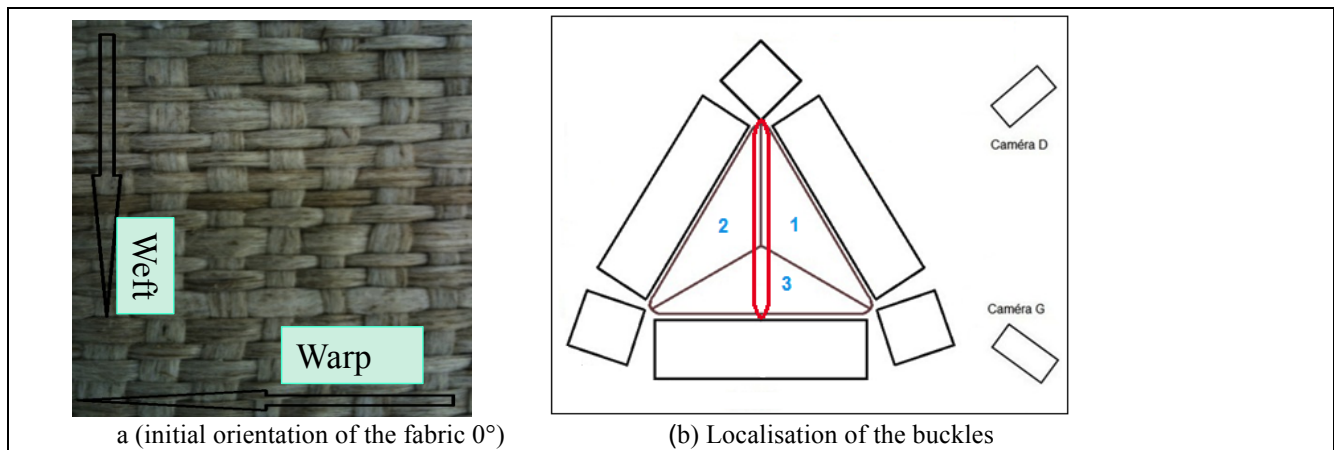 Weft
Warp
a (initial orientation of the fabric 0°)
2
1
3
Caméra D
Caméra G
(b) Localisation of the buckles